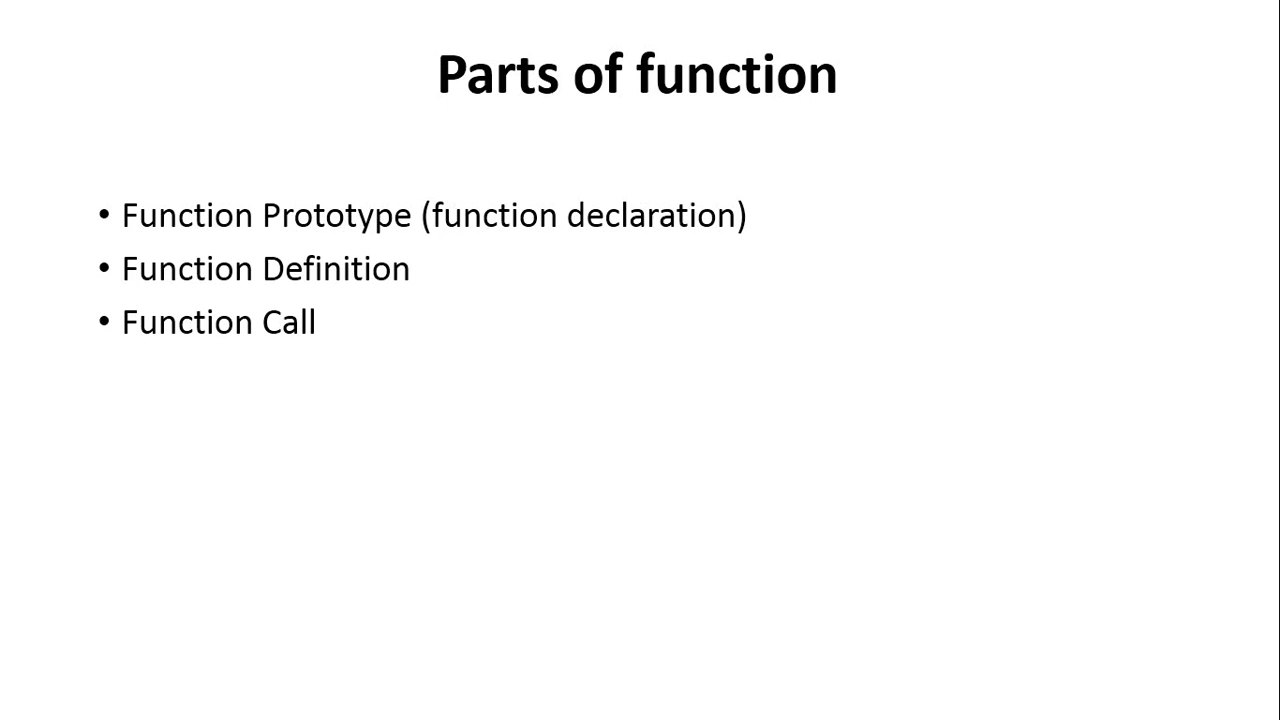 Parts of function
• Function Prototype (function declaration)
• Function Definition
• Function Call